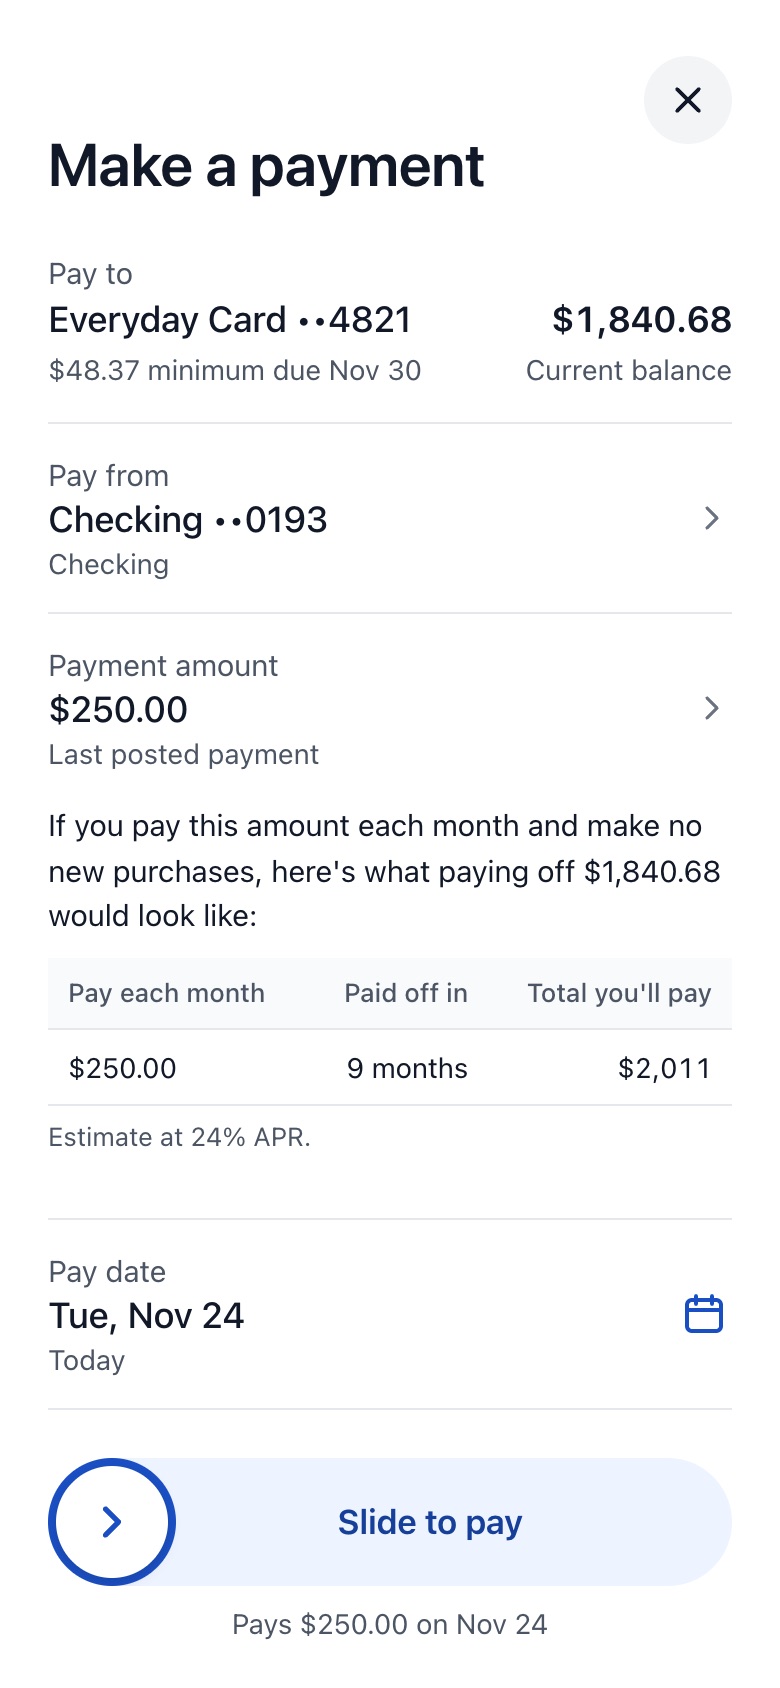 Make a payment
Pay to
Everyday Card ••4821 $1,840.68
$48.37 minimum due Nov 30 Current balance
Pay from
Checking ••0193
Checking
Payment amount
$250.00
Last posted payment
If you pay this amount each month and make no
new purchases, here's what paying off $1,840.68
would look like:
Pay each month Paid off in Total you'll pay
$250.00 9 months $2,011
Estimate at 24% APR.
Pay date
Tue, Nov 24
Today
Slide to pay
Pays $250.00 on Nov 24